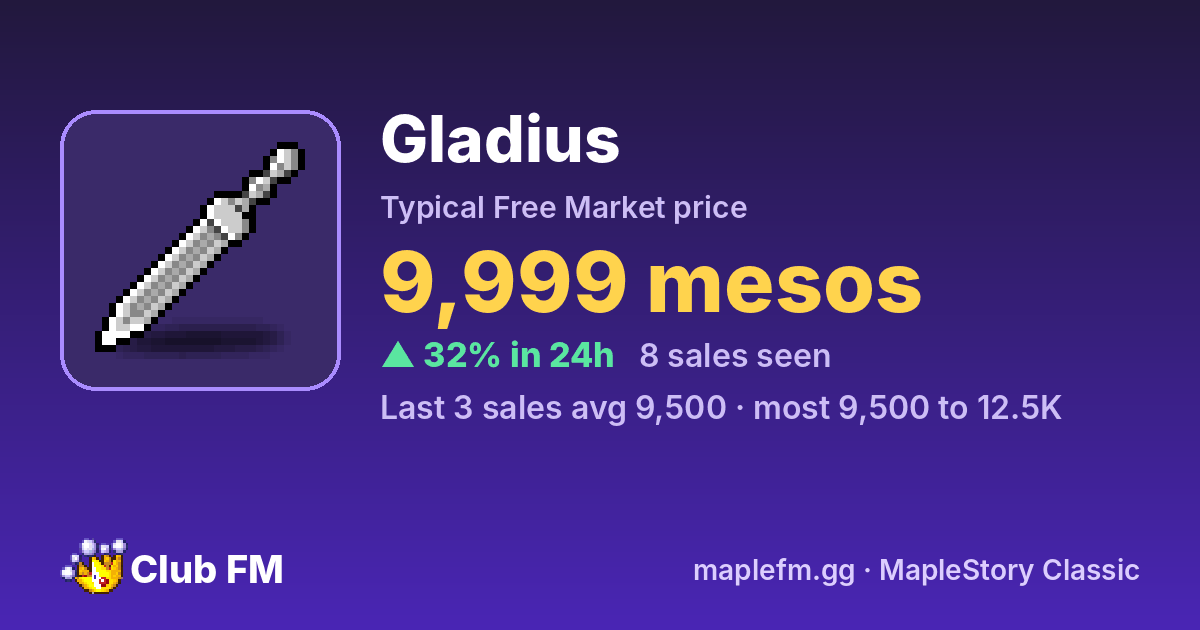 Gladius
Typical Free Market price
9,999 mesos
▲ 32% in 24h 8 sales seen
Last 3 sales avg 9,500 · most 9,500 to 12.5K
Club FM
maplefm.gg · MapleStory Classic